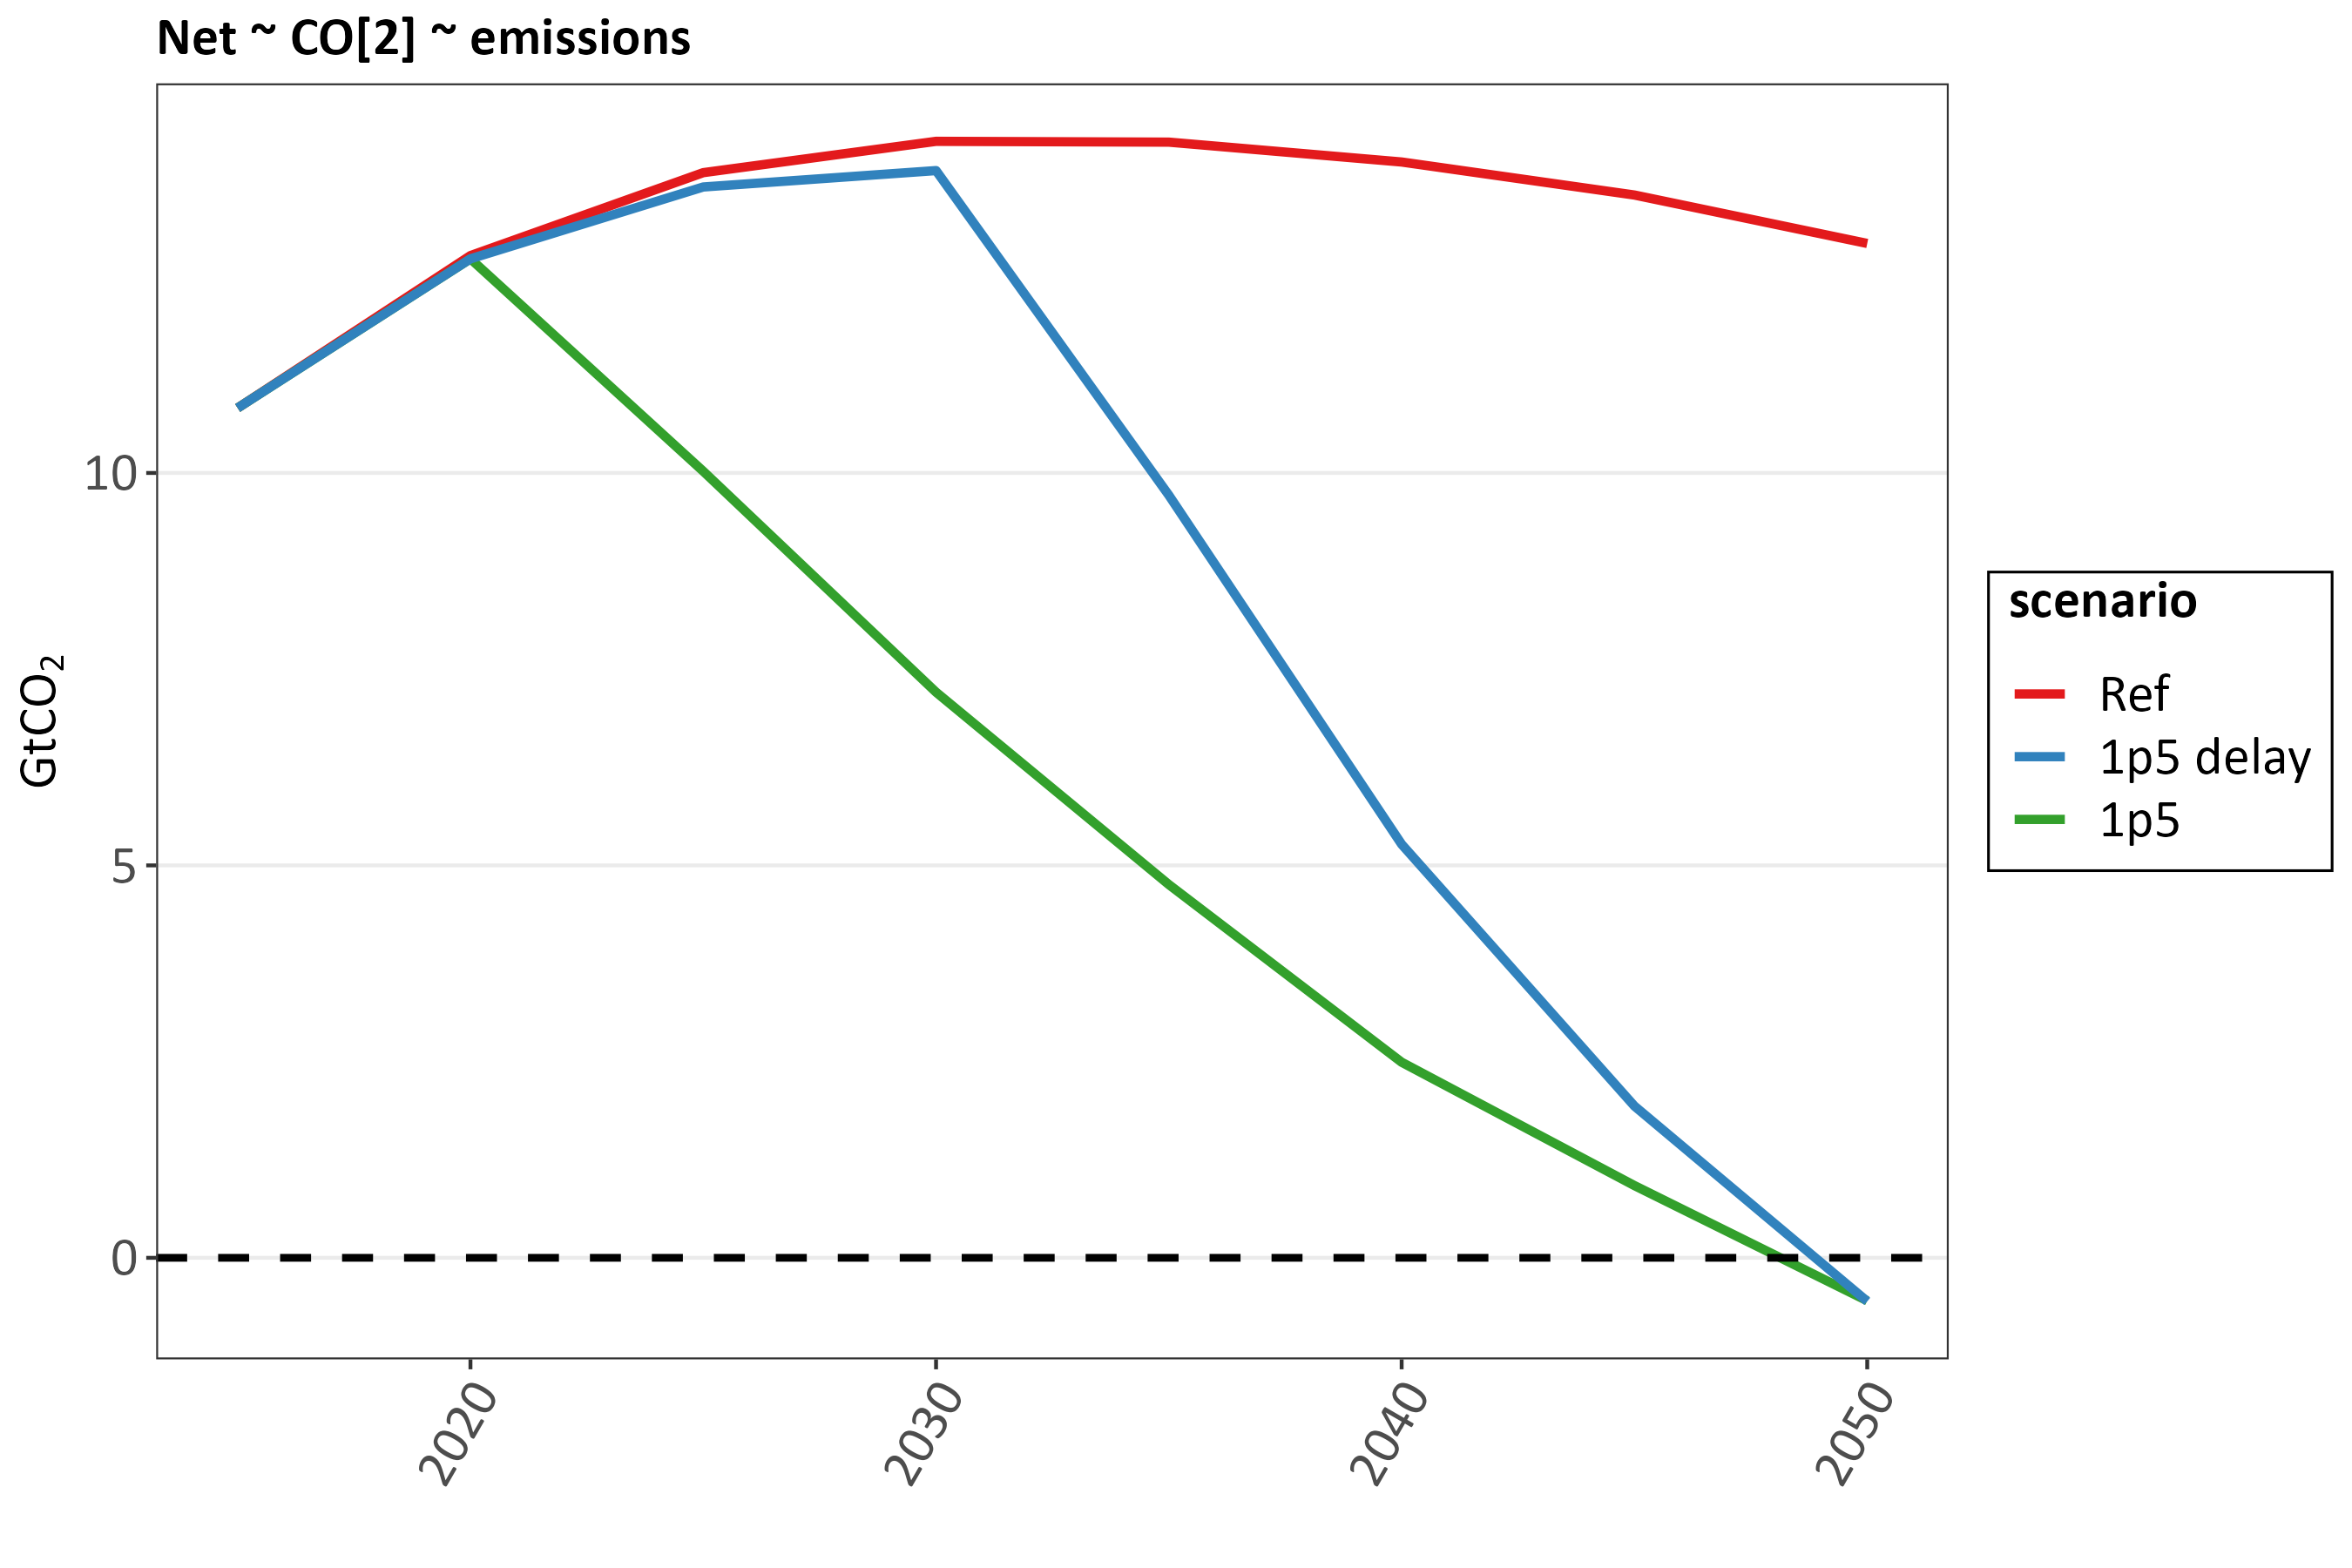 Net ~ CO[2] ~ emissions
GtCO₂
10
5
0
2020
2030
2040
2050
scenario
Ref
1p5 delay
1p5